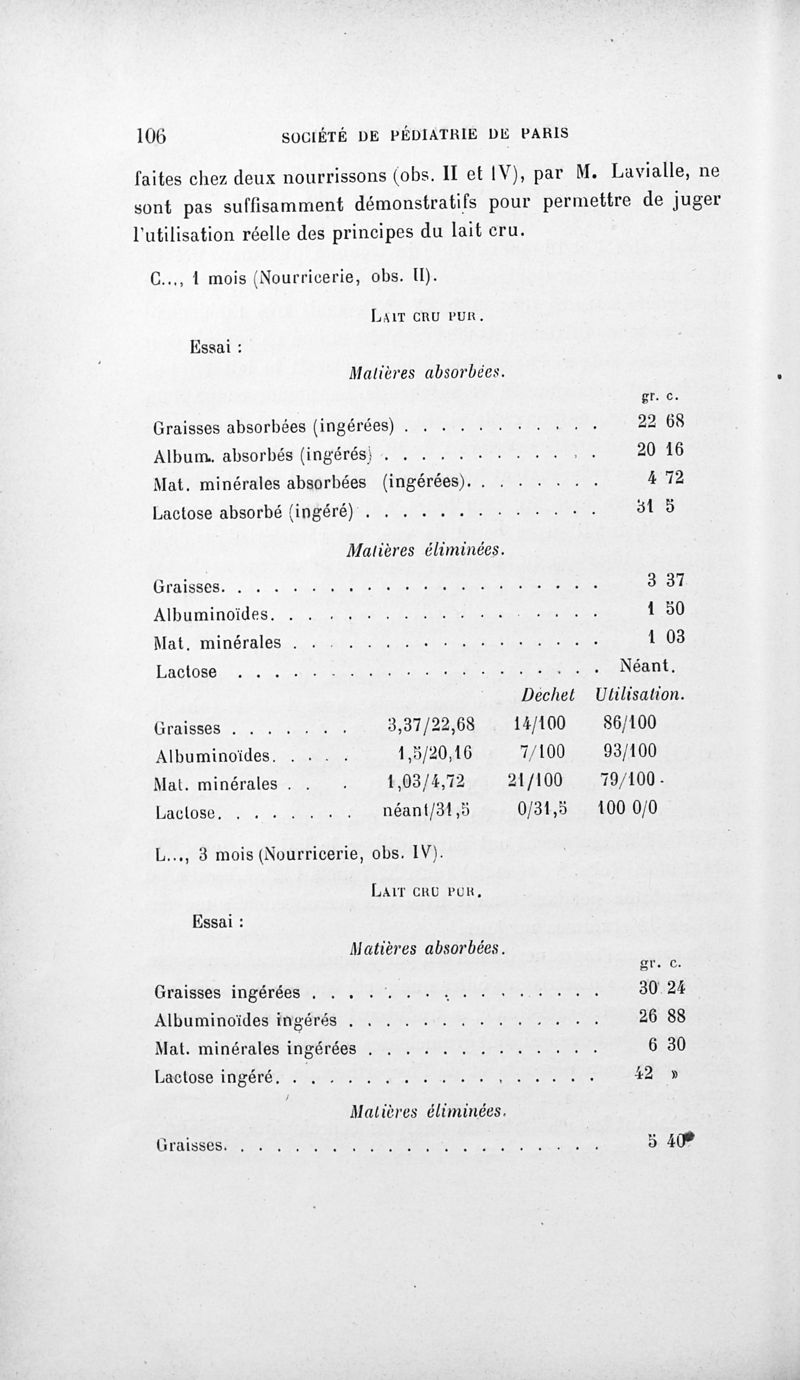 106 SOCIÉTÉ DE PÉDIATRIE DE PARIS
faites chez deux nourrissons (obs. II et IV), par M. Lavialle, ne
sont pas suffisamment démonstratifs pour permettre de juger
l'utilisation réelle des principes du lait cru.
C..., 1 mois (Nourricerie, obs. II).
LAIT CRU PUR.
Essai :
Matières absorbées.
gr. c.
Graisses absorbées (ingérées) . . . . . . . . . . . 22 68
Album. absorbés (ingérés) . . . . . . . . . . . . 20 16
Mat. minérales absorbées (ingérées). . . . . . . . 4 72
Lactose absorbé (ingéré) . . . . . . . . . . . . . 31 5
Matières éliminées.
Graisses. . . . . . . . . . . . . . . . . . . . . 3 37
Albuminoïdes. . . . . . . . . . . . . . . . . . 1 50
Mat. minérales . . . . . . . . . . . . . . . . . 1 03
Lactose . . . . . . . . . . . . . . . . . . . . Néant.
Déchet Utilisation.
Graisses . . . . . . . 3,37/22,68 14/100 86/100
Albuminoïdes. . . . . 1,5/20,16 7/100 93/100
Mat. minérales . . . 1,03/4,72 21/100 79/100.
Lactose. . . . . . . . néant/31,5 0/31,5 100 0/0
L..., 3 mois (Nourricerie, obs. IV).
LAIT CRU PUR.
Essai :
Matières absorbées.
gr. c.
Graisses ingérées . . . . . . . . . . . . . . . . 30 24
Albuminoïdes ingérés . . . . . . . . . . . . . . 26 88
Mat. minérales ingérées . . . . . . . . . . . . . 6 30
Lactose ingéré. . . . . . . . . . . . . . . . . . 42 »
Matières éliminées.
Graisses. . . . . . . . . . . . . . . . . . . . . 5 40